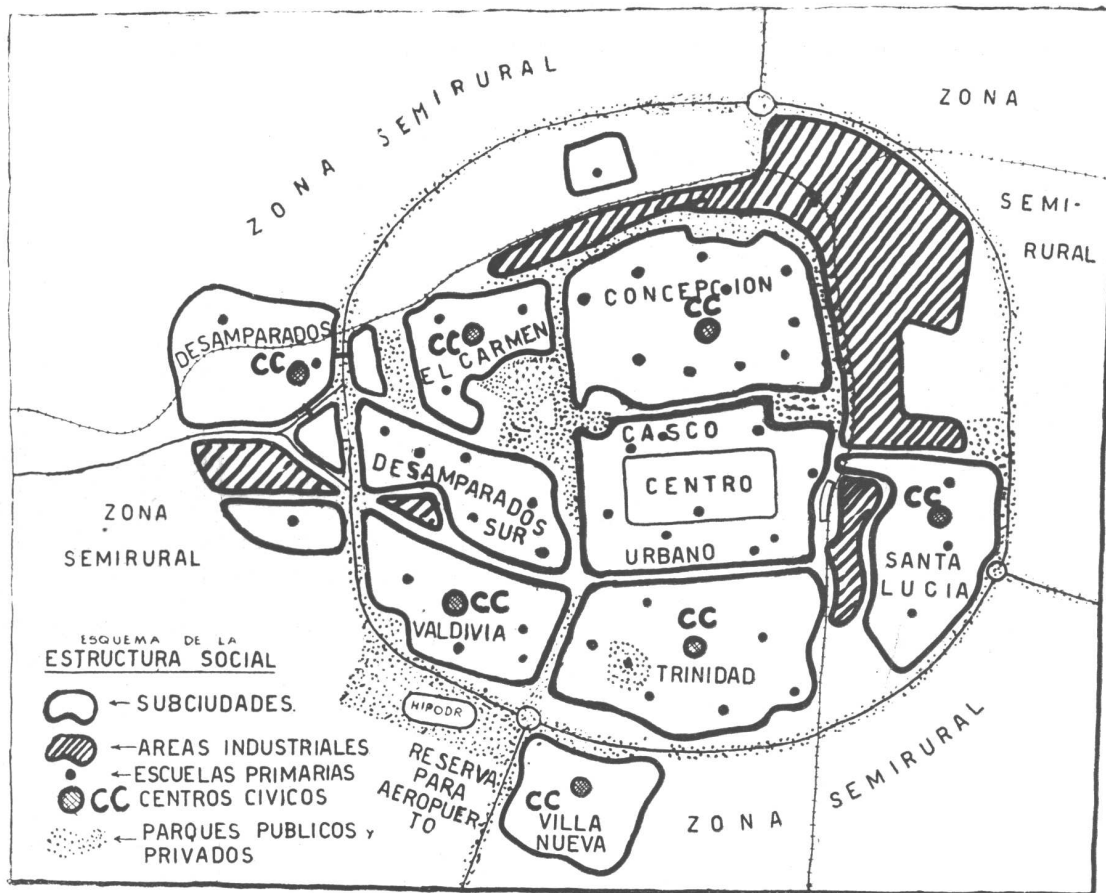 ZONA SEMIRURAL
ZONA
SEMI-
RURAL
CONCEPCION
CC
DESAMPARADOS
CC
CC
EL CARMEN
CASCO
CENTRO
URBANO
DESAMPARADOS
SUR
CC
SANTA
LUCIA
ZONA
SEMIRURAL
CC
VALDIVIA
CC
TRINIDAD
HIPODR
RESERVA
PARA
AEROPUER-
TO
CC
VILLA
NUEVA
ZONA SEMIRURAL
ESQUEMA DE LA
ESTRUCTURA SOCIAL
SUBCIUDADES.
AREAS INDUSTRIALES
ESCUELAS PRIMARIAS
CC CENTROS CIVICOS
PARQUES PUBLICOS y
PRIVADOS